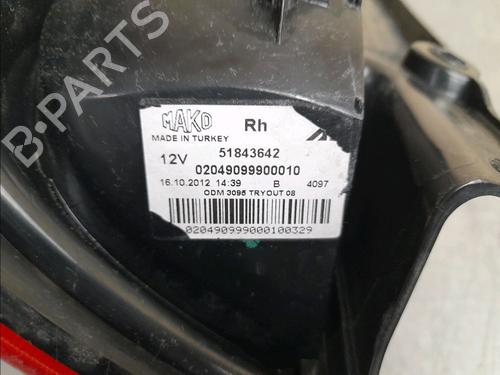 MAKO
Rh
MADE IN TURKEY
12V 51843642
02049099900010
16.10.2012 14:39 B 4097
ODM 3095 TRYOUT 08
020490999000100329
B-PARTS